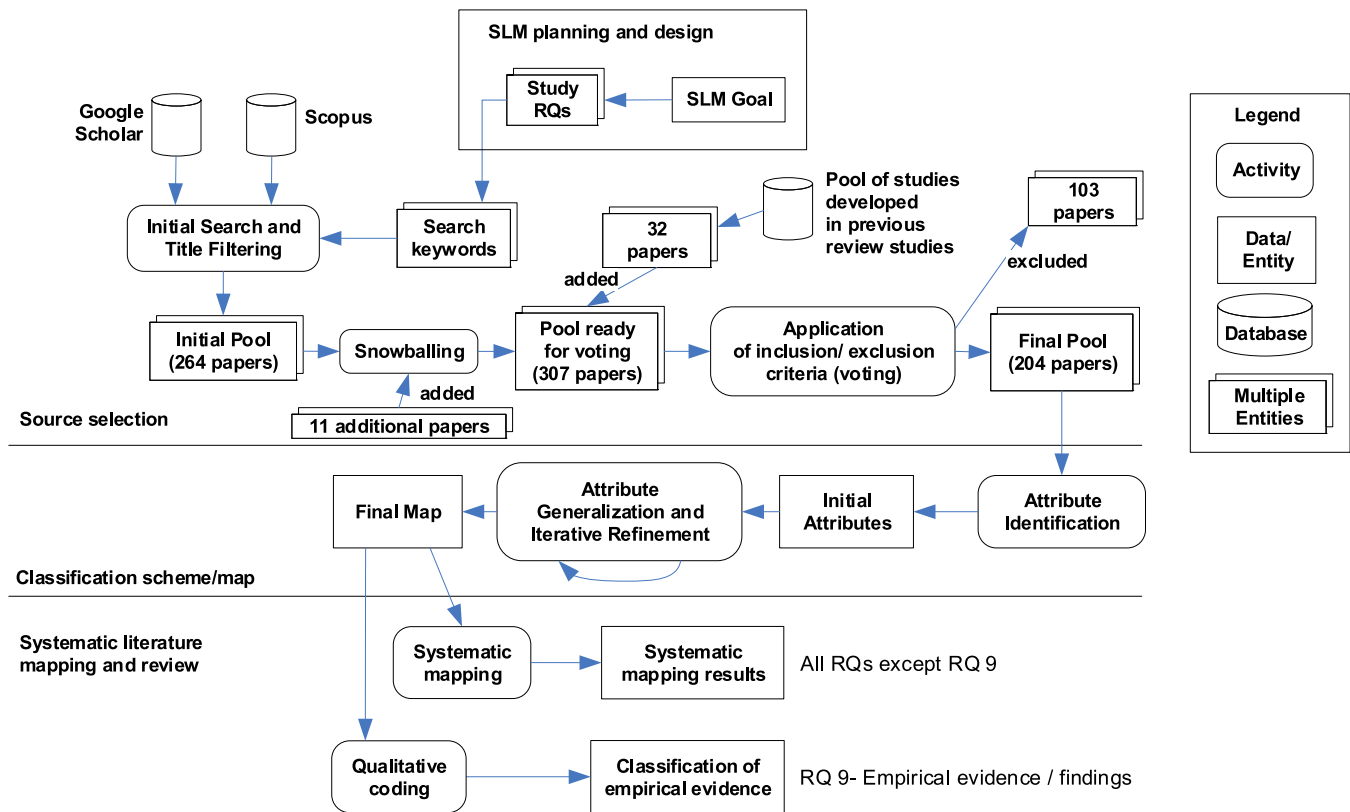 SLM planning and design
Study
RQs
SLM Goal
Google
Scholar
Scopus
Initial Search and
Title Filtering
Search
keywords
32
papers
Pool of studies
developed
in previous
review studies
103
papers
added
excluded
Initial Pool
(264 papers)
Snowballing
Pool ready
for voting
(307 papers)
Application
of inclusion/ exclusion
criteria (voting)
Final Pool
(204 papers)
added
11 additional papers
Source selection
Legend
Activity
Data/
Entity
Database
Multiple
Entities
Final Map
Attribute
Generalization and
Iterative Refinement
Initial
Attributes
Attribute
Identification
Classification scheme/map
Systematic literature
mapping and review
Systematic
mapping
Systematic
mapping results
All RQs except RQ 9
Qualitative
coding
Classification of
empirical evidence
RQ 9- Empirical evidence / findings